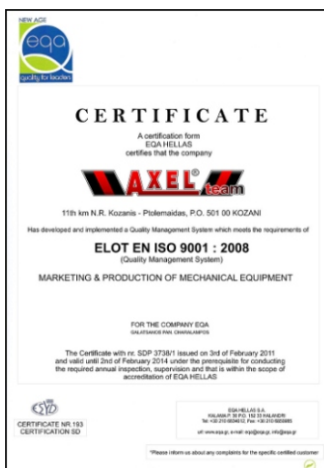 NEW AGE
eqa
quality for leaders
CERTIFICATE
A certification form
EQA HELLAS
certifies that the company
AXEL® team
11th km N.R. Kozanis - Ptolemaidas, P.O. 501 00 KOZANI
Has developed and implemented a Quality Management System which meets the requirements of
ELOT EN ISO 9001 : 2008
(Quality Management System)
MARKETING & PRODUCTION OF MECHANICAL EQUIPMENT
FOR THE COMPANY EQA
GALATSANOS PAN. CHARALAMPOS
The Certificate with nr. SDP 3738/1 issued on 3rd of February 2011
and valid until 2nd of February 2014 under the prerequisite for conducting
the required annual inspection, supervision and that is within the scope of
accreditation of EQA HELLAS
CERTIFICATE NR.193
CERTIFICATION SD
EQA HELLAS S.A.
*Please inform us about any complaints for the specific certified customer